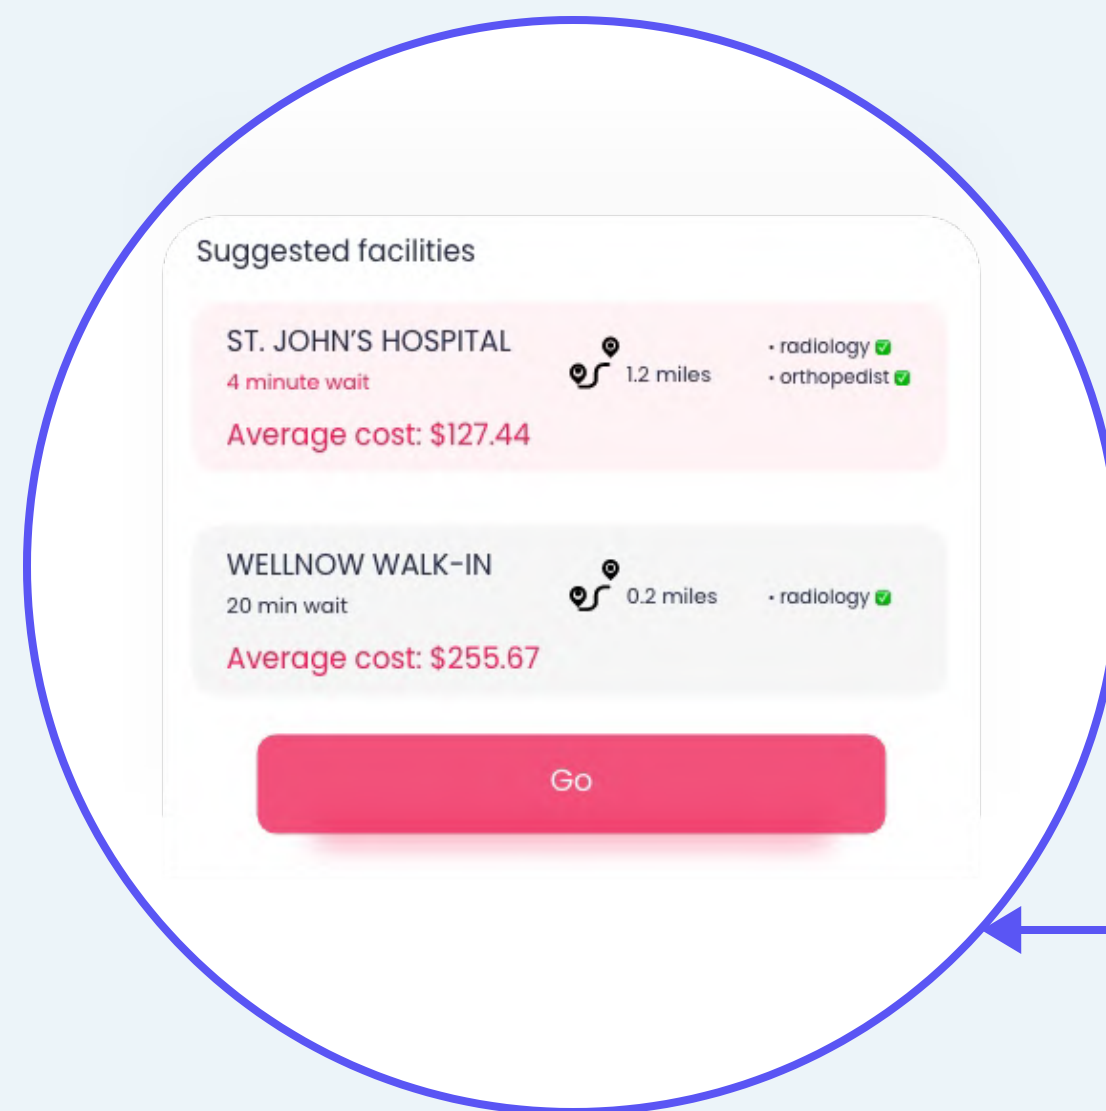 Suggested facilities
ST. JOHN'S HOSPITAL
4 minute wait
Average cost: $127.44
1.2 miles
• radiology ✅
• orthopedist ✅
WELLNOW WALK-IN
20 min wait
Average cost: $255.67
0.2 miles
• radiology ✅
Go